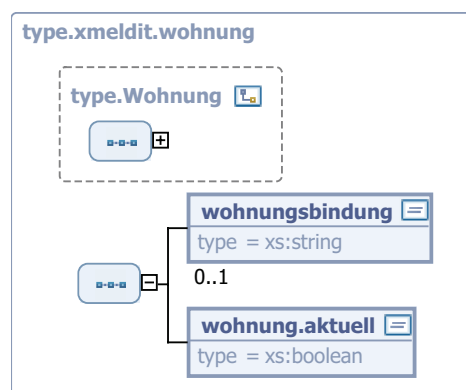 type.xmeldit.wohnung
type.Wohnung
wohnungsbindung
type = xs:string
0..1
wohnung.aktuell
type = xs:boolean